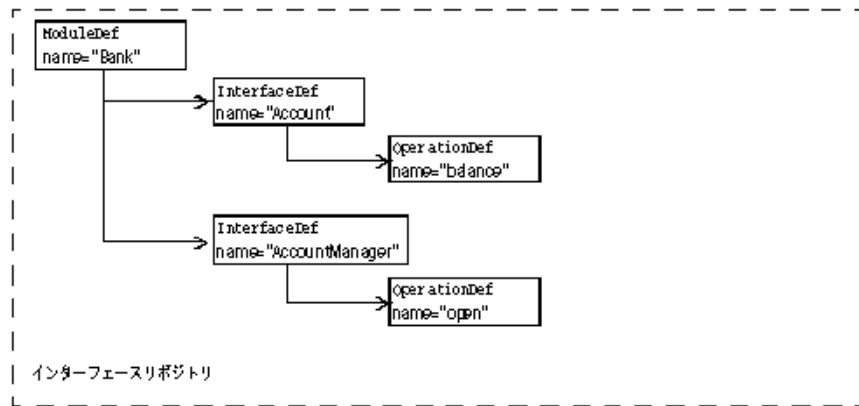 ModuleDef
name="Bank"
InterfaceDef
name="Account"
OperationDef
name="balance"
InterfaceDef
name="AccountManager"
OperationDef
name="open"
インターフェースリポジトリ